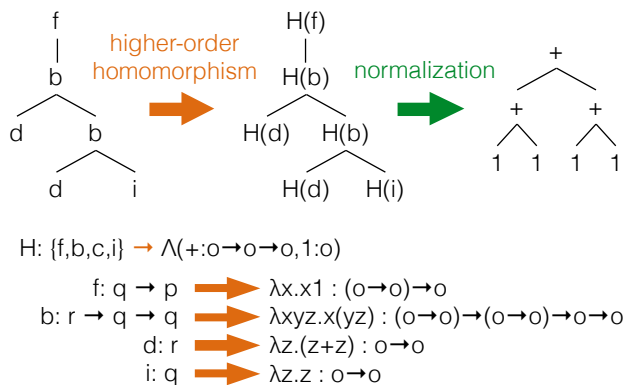 f H(f)
higher-order
homomorphism normalization +
b H(b)
+ +
d b H(d) H(b)
1 1 1 1
d i H(d) H(i)
H: {f,b,c,i} → Λ(+:o→o→o,1:o)
f: q → p λx.x1 : (o→o)→o
b: r → q → q λxyz.x(yz) : (o→o)→(o→o)→o→o
d: r λz.(z+z) : o→o
i: q λz.z : o→o